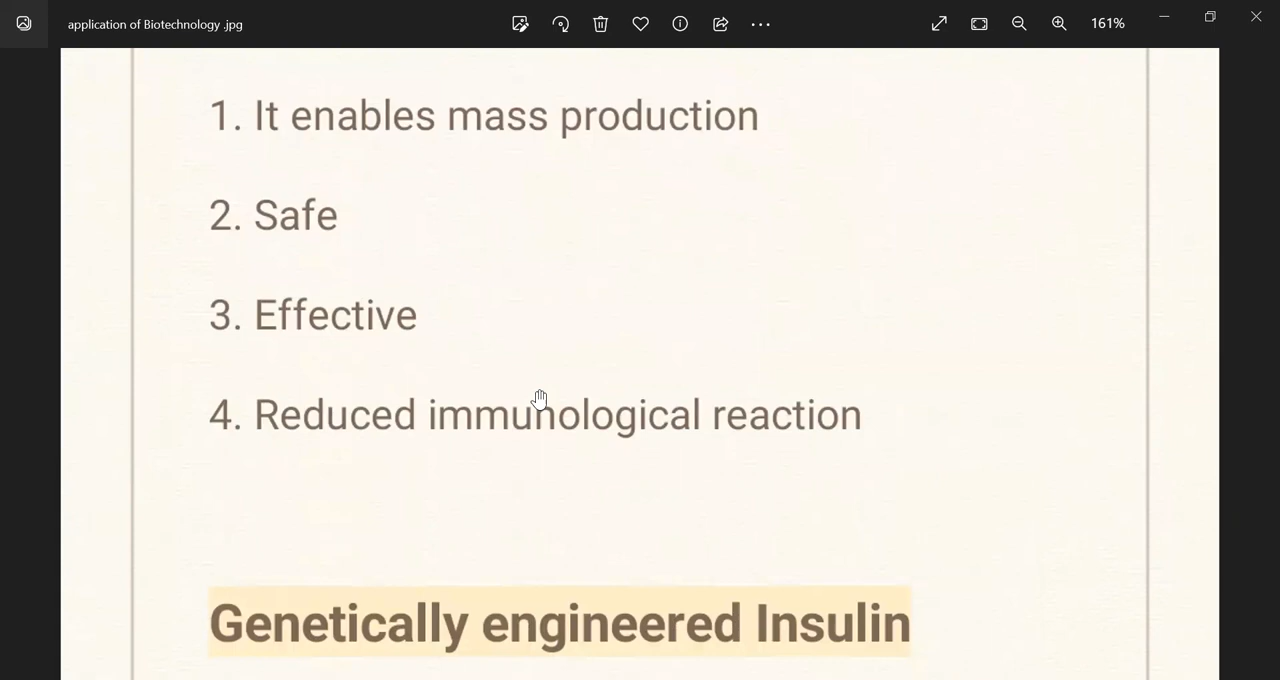 application of Biotechnology .jpg
161%
1. It enables mass production
2. Safe
3. Effective
4. Reduced immunological reaction
Genetically engineered Insulin